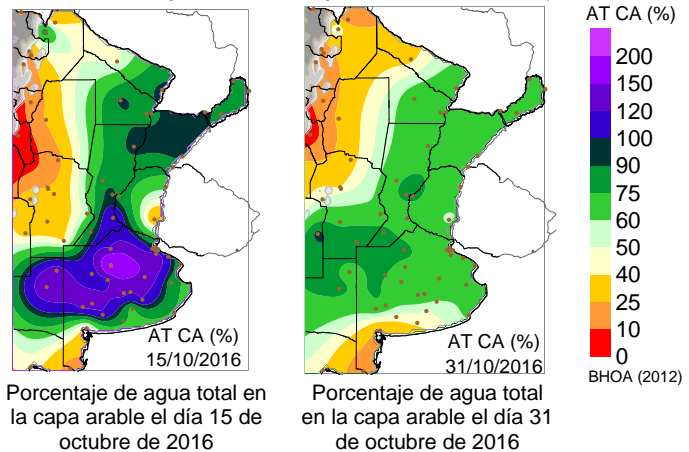 AT CA (%)
15/10/2016
Porcentaje de agua total en
la capa arable el día 15 de
octubre de 2016
AT CA (%)
31/10/2016
Porcentaje de agua total
en la capa arable el día 31
de octubre de 2016
AT CA (%)
200
150
120
100
90
75
60
50
40
25
10
0
BHOA (2012)